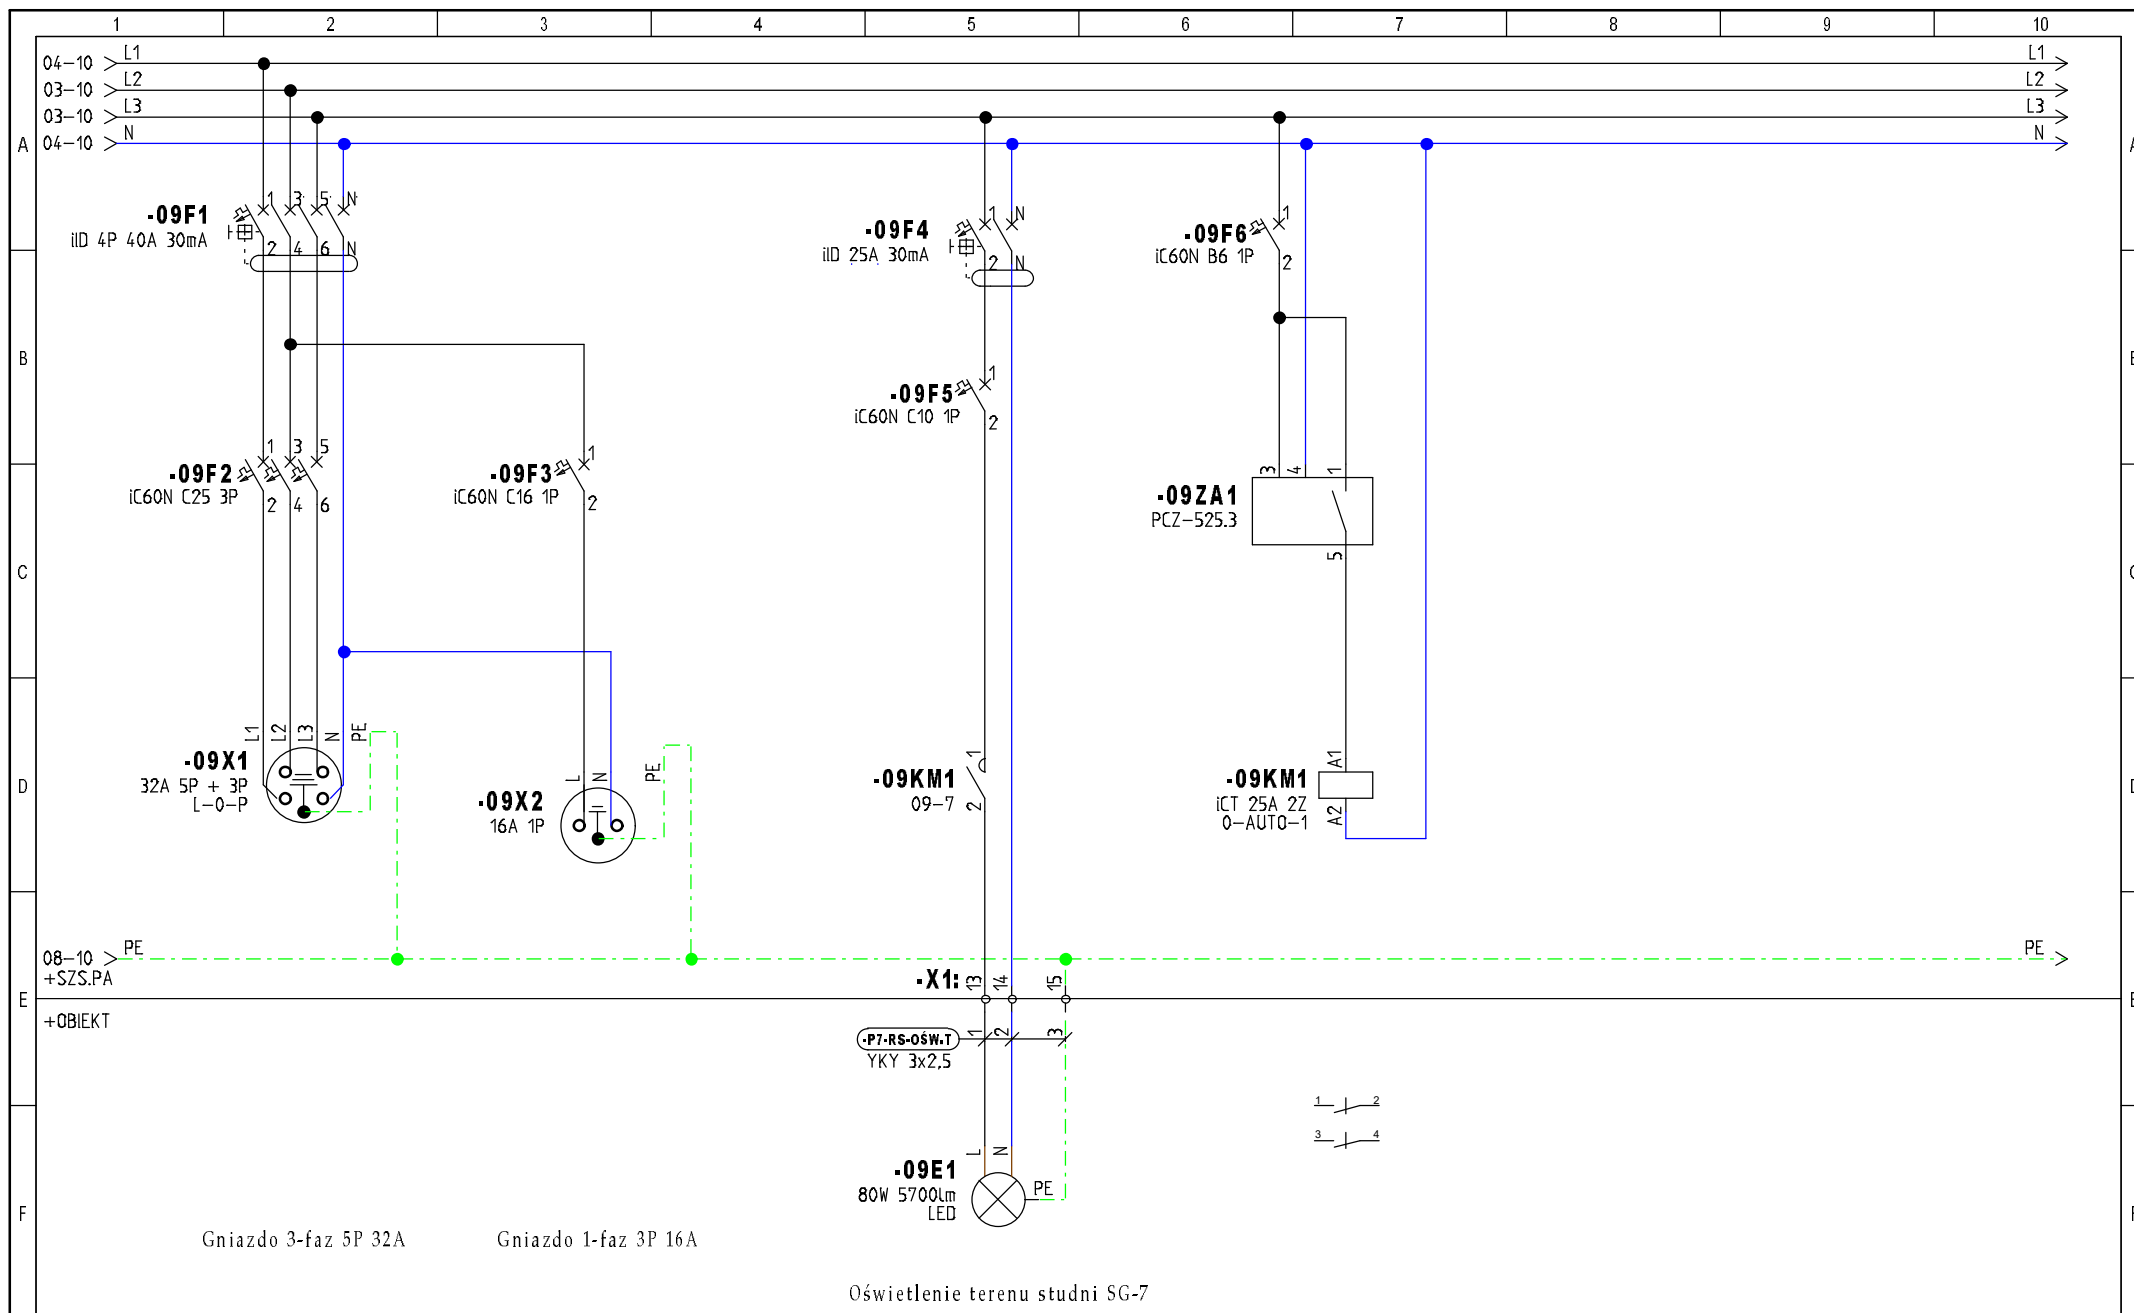 1 2 3 4 5 6 7 8 9 10
04-10 L1 L1
03-10 L2 L2
03-10 L3 L3
A 04-10 N N A
1 3 5 N
-09F1
iID 4P 40A 30mA
2 4 6 N
1 N
-09F4
iID 25A 30mA
2 N
1
-09F6
iC60N B6 1P
2
B
1
-09F5
iC60N C10 1P
2
1 3 5
-09F2
iC60N C25 3P
2 4 6
1
-09F3
iC60N C16 1P
2
3 4 1
-09ZA1
PCZ-525.3
5
C
L1 L2 L3 N PE
-09X1
32A 5P + 3P
L-0-P
L N PE
-09X2
16A 1P
1
-09KM1
09-7
2
A1
-09KM1
iCT 25A 2Z
0-AUTO-1
A2
D
08-10 PE PE
+SZS.PA
-X1: 13 14 15
E
+OBIEKT
1 2 3
-P7-RS-OŚW.T
YKY 3x2,5
1 2
3 4
L N
-09E1
80W 5700lm
LED
PE
F
Gniazdo 3-faz 5P 32A
Gniazdo 1-faz 3P 16A
Oświetlenie terenu studni SG-7